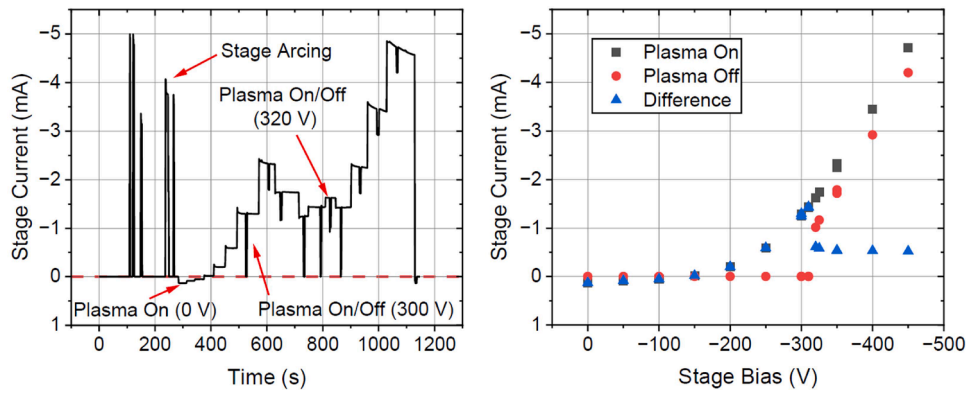 −5
−4
−3
−2
−1
0
1
Stage Current (mA)
Stage Arcing
Plasma On/Off
(320 V)
Plasma On (0 V)
Plasma On/Off (300 V)
0 200 400 600 800 1000 1200
Time (s)
−5
−4
−3
−2
−1
0
1
Stage Current (mA)
Plasma On
Plasma Off
Difference
0 −100 −200 −300 −400 −500
Stage Bias (V)